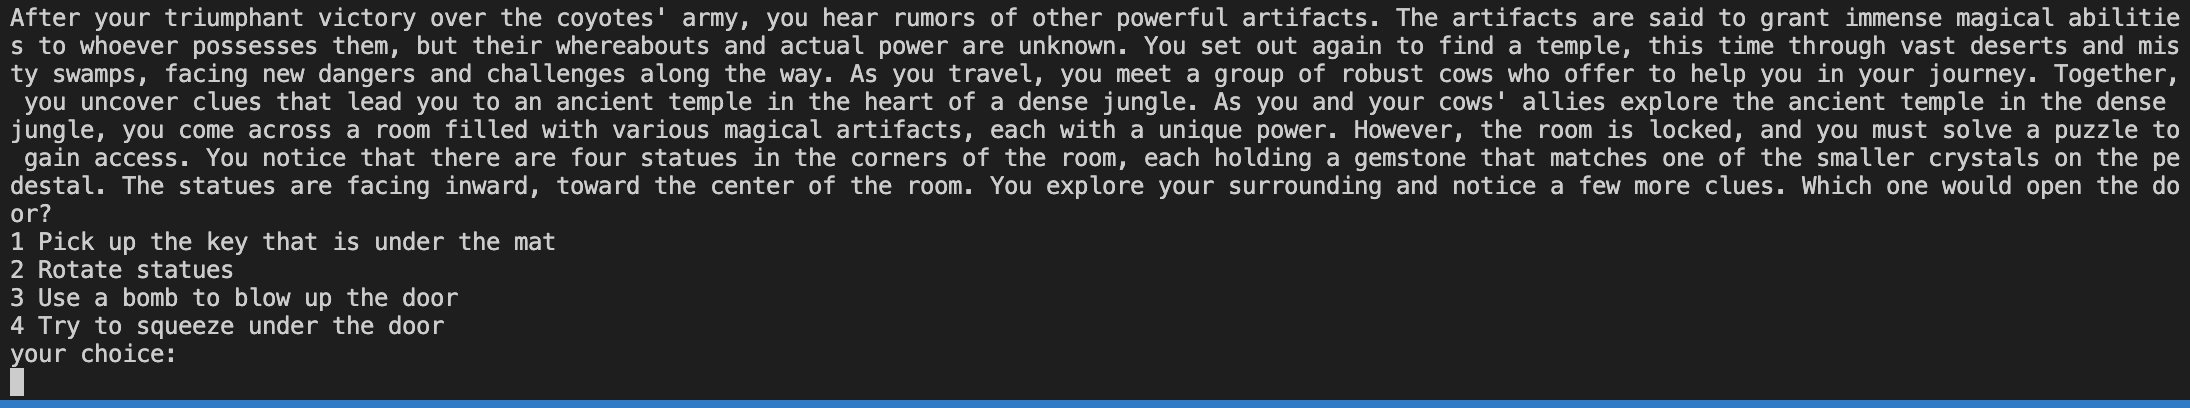 After your triumphant victory over the coyotes' army, you hear rumors of other powerful artifacts. The artifacts are said to grant immense magical abilitie
s to whoever possesses them, but their whereabouts and actual power are unknown. You set out again to find a temple, this time through vast deserts and mis
ty swamps, facing new dangers and challenges along the way. As you travel, you meet a group of robust cows who offer to help you in your journey. Together,
 you uncover clues that lead you to an ancient temple in the heart of a dense jungle. As you and your cows' allies explore the ancient temple in the dense
jungle, you come across a room filled with various magical artifacts, each with a unique power. However, the room is locked, and you must solve a puzzle to
 gain access. You notice that there are four statues in the corners of the room, each holding a gemstone that matches one of the smaller crystals on the pe
destal. The statues are facing inward, toward the center of the room. You explore your surrounding and notice a few more clues. Which one would open the do
or?
1 Pick up the key that is under the mat
2 Rotate statues
3 Use a bomb to blow up the door
4 Try to squeeze under the door
your choice: